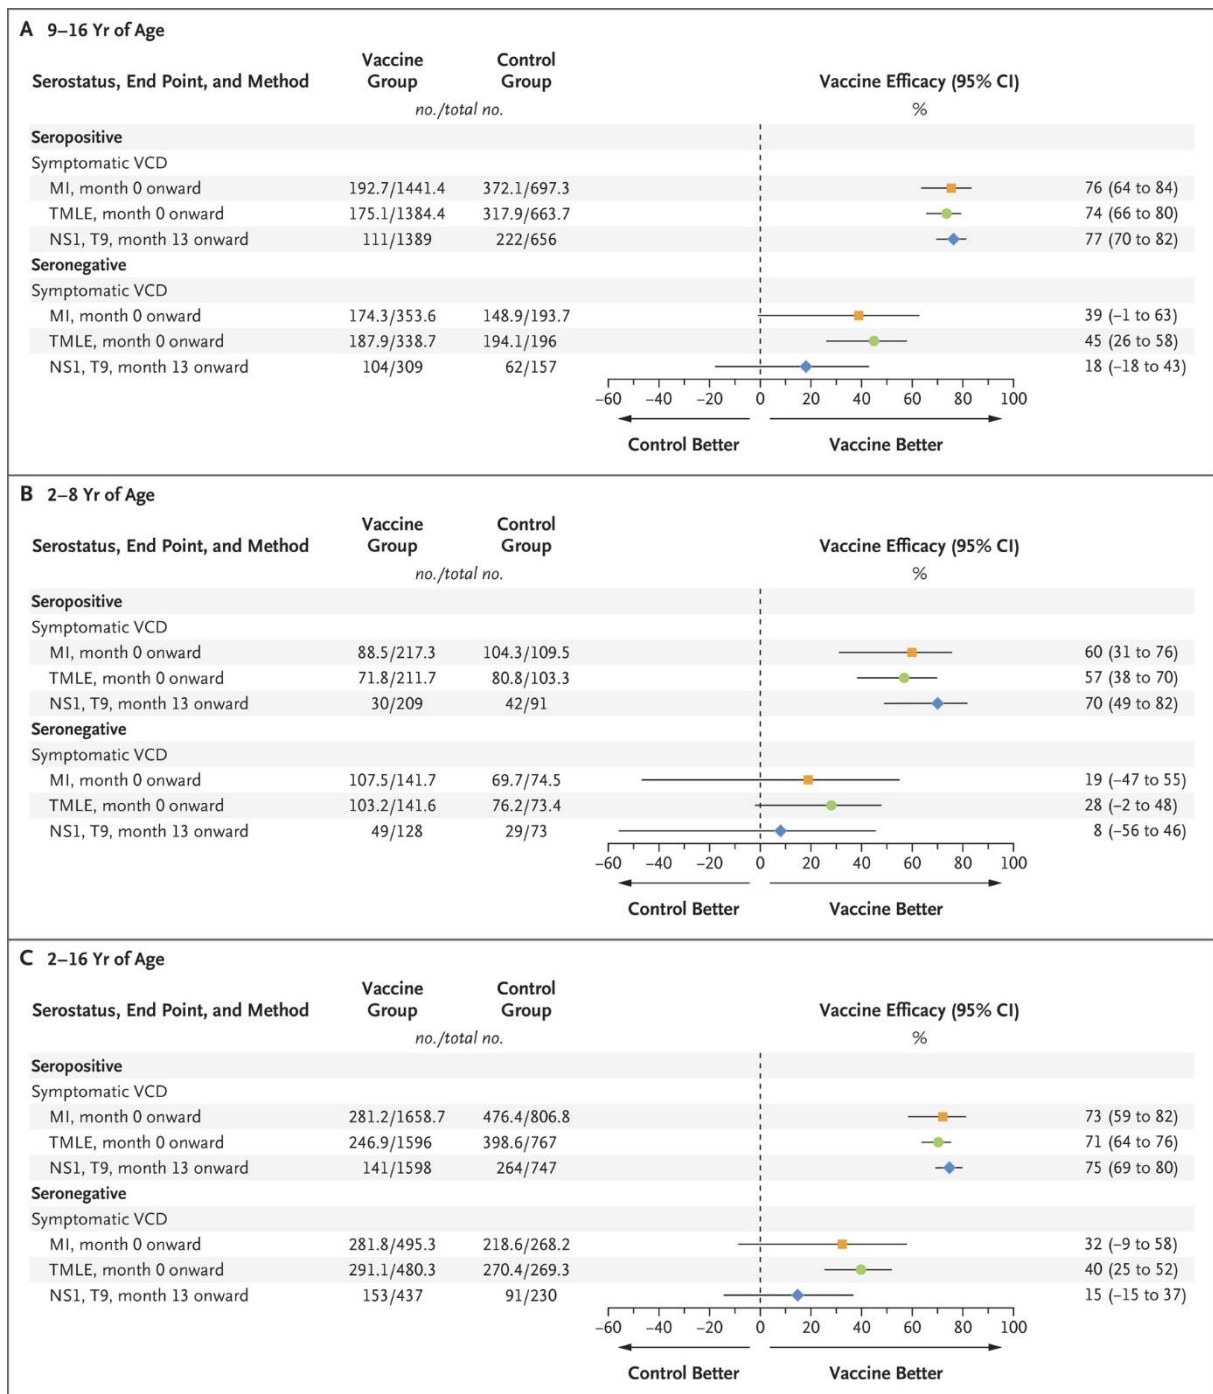 A 9–16 Yr of Age
Serostatus, End Point, and Method Vaccine Group Control Group Vaccine Efficacy (95% CI)
no./total no. %
Seropositive
Symptomatic VCD
MI, month 0 onward 192.7/1441.4 372.1/697.3 76 (64 to 84)
TMLE, month 0 onward 175.1/1384.4 317.9/663.7 74 (66 to 80)
NS1, T9, month 13 onward 111/1389 222/656 77 (70 to 82)
Seronegative
Symptomatic VCD
MI, month 0 onward 174.3/353.6 148.9/193.7 39 (–1 to 63)
TMLE, month 0 onward 187.9/338.7 194.1/196 45 (26 to 58)
NS1, T9, month 13 onward 104/309 62/157 18 (–18 to 43)
–60 –40 –20 0 20 40 60 80 100
Control Better Vaccine Better
B 2–8 Yr of Age
Serostatus, End Point, and Method Vaccine Group Control Group Vaccine Efficacy (95% CI)
no./total no. %
Seropositive
Symptomatic VCD
MI, month 0 onward 88.5/217.3 104.3/109.5 60 (31 to 76)
TMLE, month 0 onward 71.8/211.7 80.8/103.3 57 (38 to 70)
NS1, T9, month 13 onward 30/209 42/91 70 (49 to 82)
Seronegative
Symptomatic VCD
MI, month 0 onward 107.5/141.7 69.7/74.5 19 (–47 to 55)
TMLE, month 0 onward 103.2/141.6 76.2/73.4 28 (–2 to 48)
NS1, T9, month 13 onward 49/128 29/73 8 (–56 to 46)
–60 –40 –20 0 20 40 60 80 100
Control Better Vaccine Better
C 2–16 Yr of Age
Serostatus, End Point, and Method Vaccine Group Control Group Vaccine Efficacy (95% CI)
no./total no. %
Seropositive
Symptomatic VCD
MI, month 0 onward 281.2/1658.7 476.4/806.8 73 (59 to 82)
TMLE, month 0 onward 246.9/1596 398.6/767 71 (64 to 76)
NS1, T9, month 13 onward 141/1598 264/747 75 (69 to 80)
Seronegative
Symptomatic VCD
MI, month 0 onward 281.8/495.3 218.6/268.2 32 (–9 to 58)
TMLE, month 0 onward 291.1/480.3 270.4/269.3 40 (25 to 52)
NS1, T9, month 13 onward 153/437 91/230 15 (–15 to 37)
–60 –40 –20 0 20 40 60 80 100
Control Better Vaccine Better